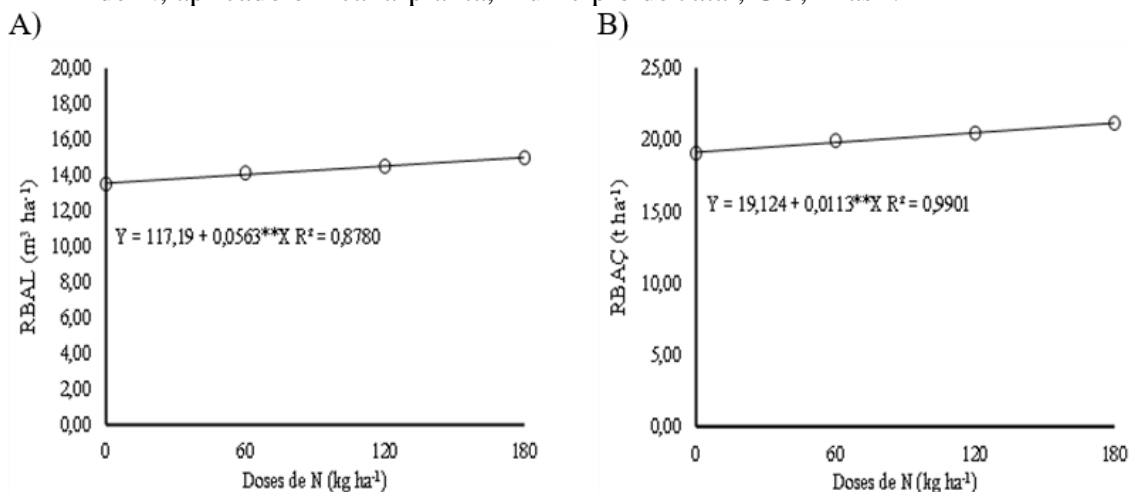 A)
20,00
18,00
16,00
14,00
12,00
10,00
8,00
6,00
4,00
2,00
0,00
RBAL (m³ ha⁻¹)
Y = 117,19 + 0,0563**X R² = 0,8780
0 60 120 180
Doses de N (kg ha⁻¹)
B)
25,00
20,00
15,00
10,00
5,00
0,00
RBAÇ (t ha⁻¹)
Y = 19,124 + 0,0113**X R² = 0,9901
0 60 120 180
Doses de N (kg ha⁻¹)